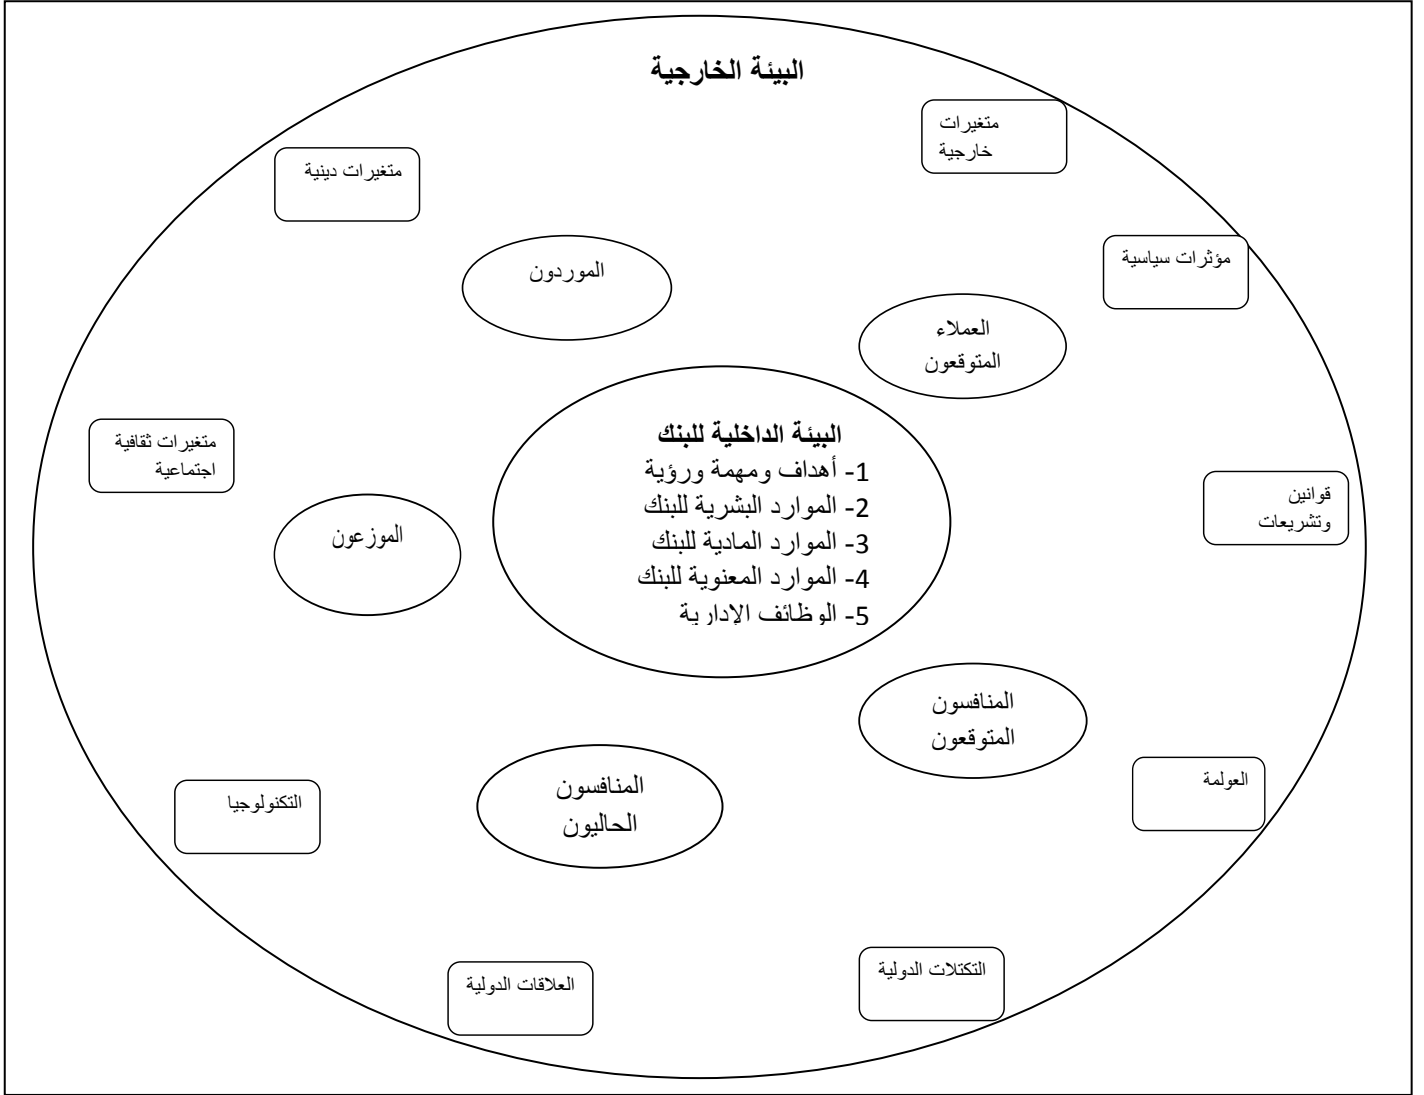 البيئة الخارجية
متغيرات
خارجية
متغيرات دينية
مؤثرات سياسية
الموردون
العملاء
المتوقعون
متغيرات ثقافية
اجتماعية
البيئة الداخلية للبنك
1- أهداف ومهمة ورؤية
2- الموارد البشرية للبنك
3- الموارد المادية للبنك
4- الموارد المعنوية للبنك
5- الوظائف الإدارية
قوانين
وتشريعات
الموزعون
المنافسون
المتوقعون
المنافسون
الحاليون
العولمة
التكنولوجيا
التكتلات الدولية
العلاقات الدولية